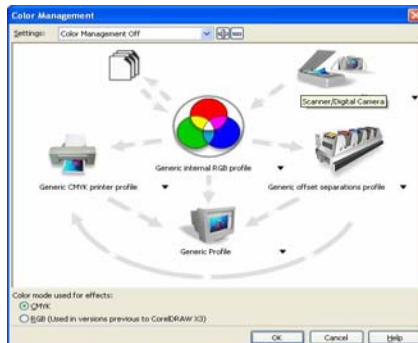 Color Management
Settings: Color Management Off
Scanner/Digital Camera
Generic internal RGB profile
Generic CMYK printer profile
Generic offset separations profile
Generic Profile
Color mode used for effects:
CMYK
RGB (Used in versions previous to CorelDRAW X3)
OK Cancel Help